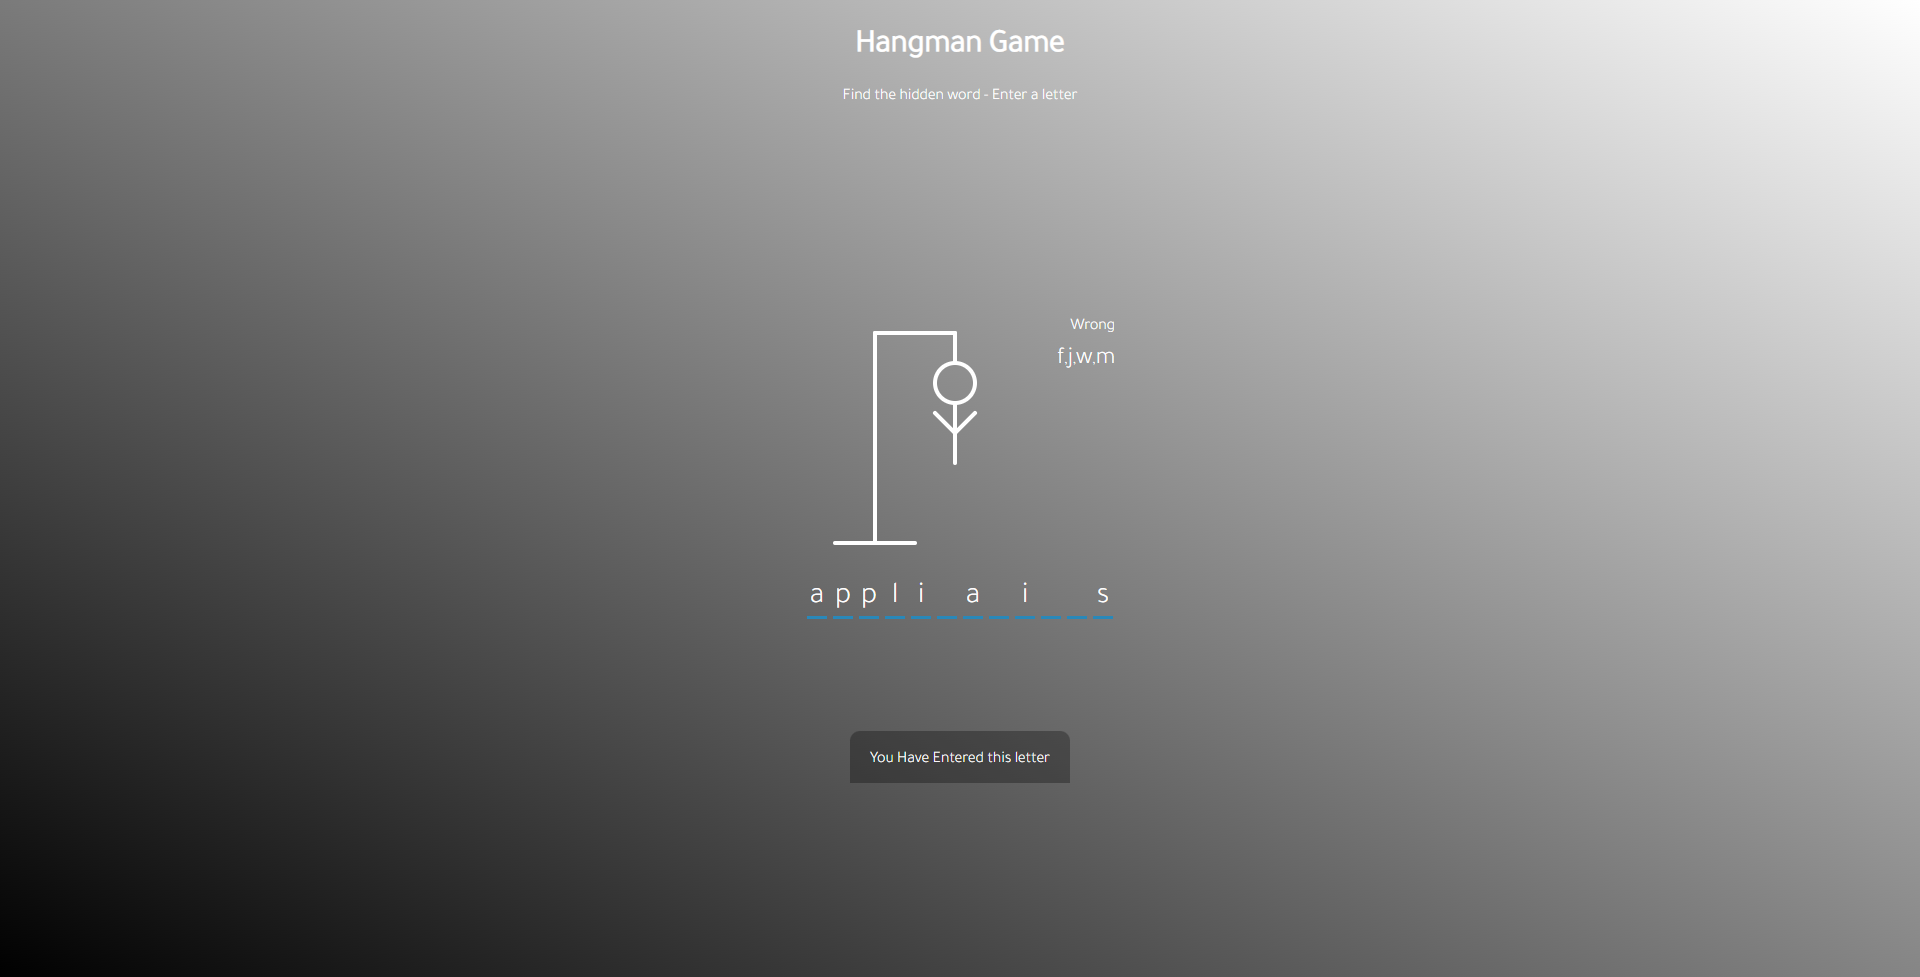 Hangman Game
Find the hidden word - Enter a letter
Wrong
f,j,w,m
a p p l i _ a _ i _ _ s
You Have Entered this letter